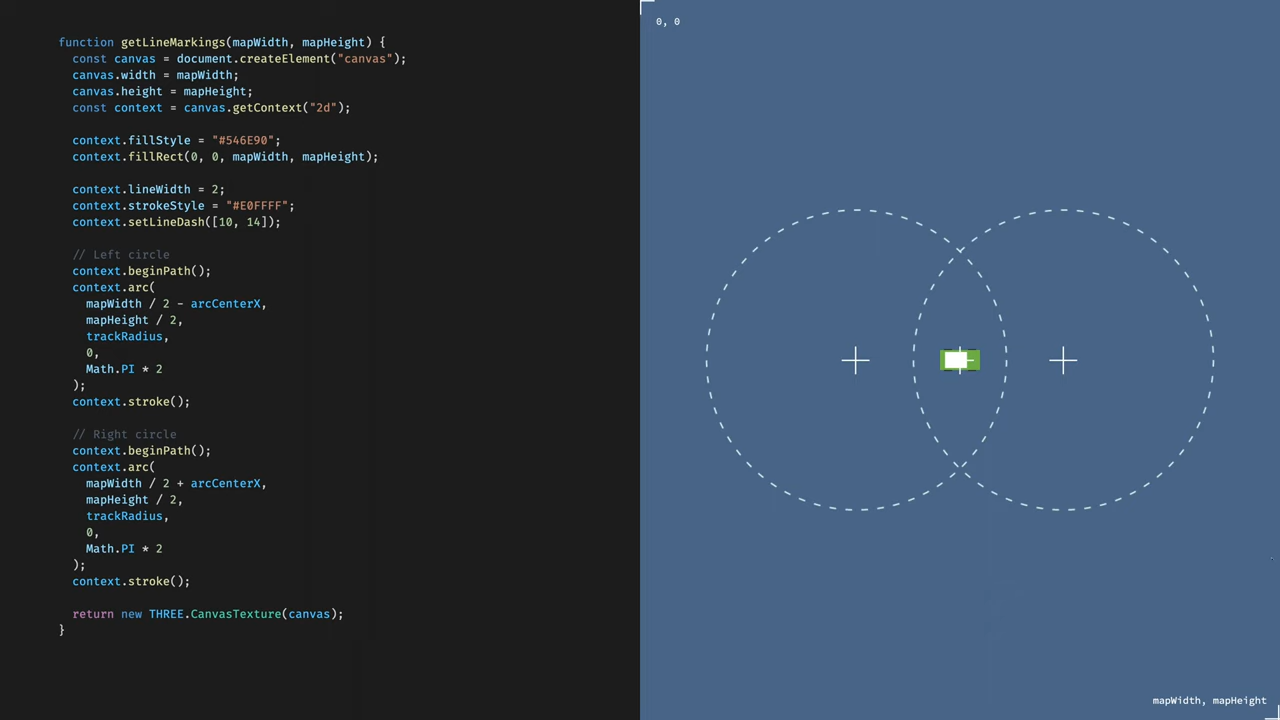 function getLineMarkings(mapWidth, mapHeight) {
  const canvas = document.createElement("canvas");
  canvas.width = mapWidth;
  canvas.height = mapHeight;
  const context = canvas.getContext("2d");

  context.fillStyle = "#546E90";
  context.fillRect(0, 0, mapWidth, mapHeight);

  context.lineWidth = 2;
  context.strokeStyle = "#E0FFFF";
  context.setLineDash([10, 14]);

  // Left circle
  context.beginPath();
  context.arc(
    mapWidth / 2 - arcCenterX,
    mapHeight / 2,
    trackRadius,
    0,
    Math.PI * 2
  );
  context.stroke();

  // Right circle
  context.beginPath();
  context.arc(
    mapWidth / 2 + arcCenterX,
    mapHeight / 2,
    trackRadius,
    0,
    Math.PI * 2
  );
  context.stroke();

  return new THREE.CanvasTexture(canvas);
}
0, 0
mapWidth, mapHeight